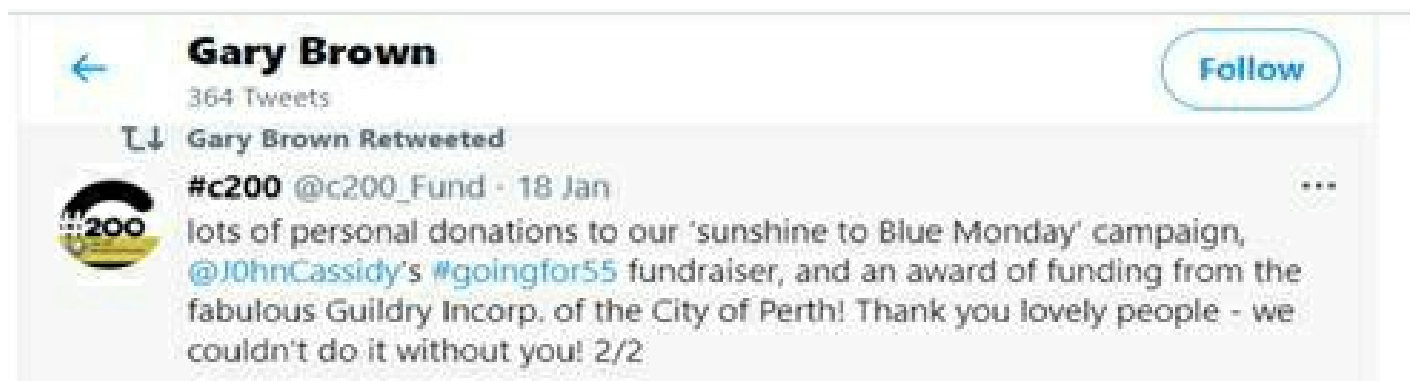 Gary Brown
364 Tweets
Follow
Gary Brown Retweeted
#c200 @c200_Fund · 18 Jan
#200
lots of personal donations to our 'sunshine to Blue Monday' campaign,
@J0hnCassidy's #goingfor55 fundraiser, and an award of funding from the
fabulous Guildry Incorp. of the City of Perth! Thank you lovely people - we
couldn't do it without you! 2/2